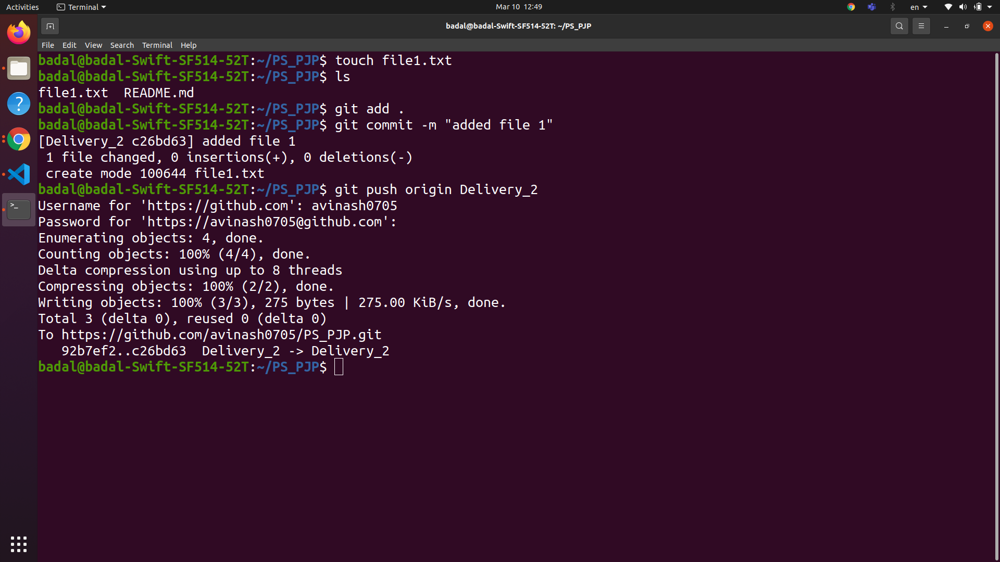 Activities Terminal Mar 10 12:49 en
badal@badal-Swift-SF514-52T: ~/PS_PJP
File Edit View Search Terminal Help
badal@badal-Swift-SF514-52T:~/PS_PJP$ touch file1.txt
badal@badal-Swift-SF514-52T:~/PS_PJP$ ls
file1.txt  README.md
badal@badal-Swift-SF514-52T:~/PS_PJP$ git add .
badal@badal-Swift-SF514-52T:~/PS_PJP$ git commit -m "added file 1"
[Delivery_2 c26bd63] added file 1
 1 file changed, 0 insertions(+), 0 deletions(-)
 create mode 100644 file1.txt
badal@badal-Swift-SF514-52T:~/PS_PJP$ git push origin Delivery_2
Username for 'https://github.com': avinash0705
Password for 'https://avinash0705@github.com':
Enumerating objects: 4, done.
Counting objects: 100% (4/4), done.
Delta compression using up to 8 threads
Compressing objects: 100% (2/2), done.
Writing objects: 100% (3/3), 275 bytes | 275.00 KiB/s, done.
Total 3 (delta 0), reused 0 (delta 0)
To https://github.com/avinash0705/PS_PJP.git
   92b7ef2..c26bd63  Delivery_2 -> Delivery_2
badal@badal-Swift-SF514-52T:~/PS_PJP$